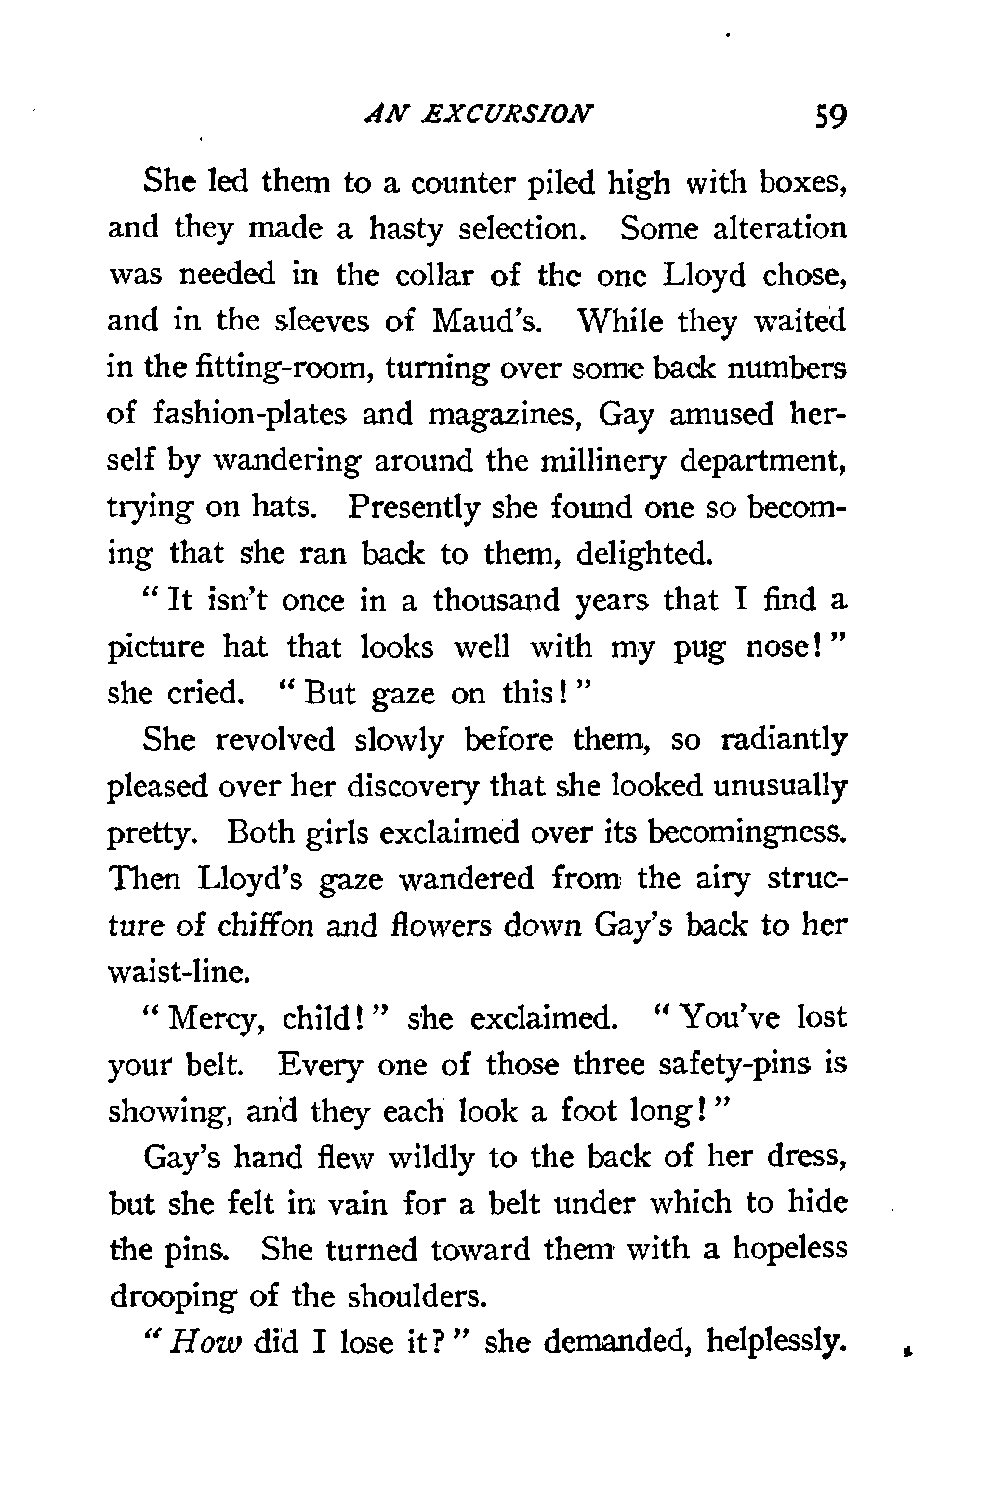 AN EXCURSION 59
She led them to a counter piled high with boxes,
and they made a hasty selection. Some alteration
was needed in the collar of the one Lloyd chose,
and in the sleeves of Maud's. While they waited
in the fitting-room, turning over some back numbers
of fashion-plates and magazines, Gay amused her-
self by wandering around the millinery department,
trying on hats. Presently she found one so becom-
ing that she ran back to them, delighted.
" It isn't once in a thousand years that I find a
picture hat that looks well with my pug nose! "
she cried. " But gaze on this! "
She revolved slowly before them, so radiantly
pleased over her discovery that she looked unusually
pretty. Both girls exclaimed over its becomingness.
Then Lloyd's gaze wandered from the airy struc-
ture of chiffon and flowers down Gay's back to her
waist-line.
" Mercy, child! " she exclaimed. " You've lost
your belt. Every one of those three safety-pins is
showing, and they each look a foot long! "
Gay's hand flew wildly to the back of her dress,
but she felt in vain for a belt under which to hide
the pins. She turned toward them with a hopeless
drooping of the shoulders.
" How did I lose it? " she demanded, helplessly.